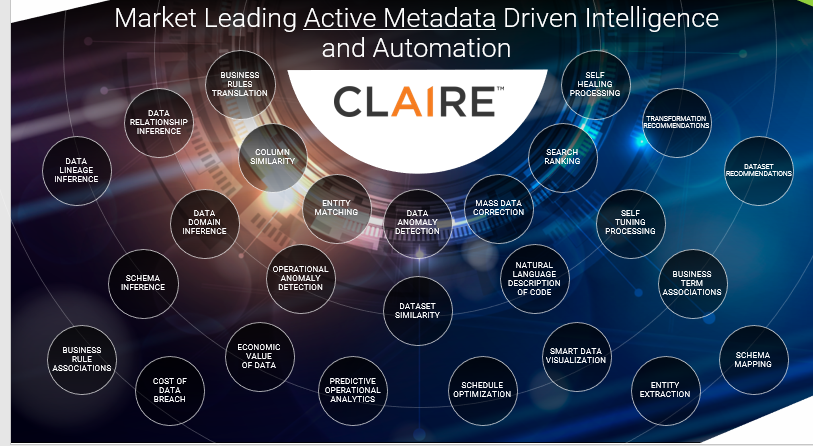 Market Leading Active Metadata Driven Intelligence
and Automation
CLAIRE™
BUSINESS
RULES
TRANSLATION
SELF
HEALING
PROCESSING
DATA
RELATIONSHIP
INFERENCE
TRANSFORMATION
RECOMMENDATIONS
DATA
LINEAGE
INFERENCE
COLUMN
SIMILARITY
SEARCH
RANKING
DATASET
RECOMMENDATIONS
DATA
DOMAIN
INFERENCE
ENTITY
MATCHING
DATA
ANOMALY
DETECTION
MASS DATA
CORRECTION
SELF
TUNING
PROCESSING
SCHEMA
INFERENCE
OPERATIONAL
ANOMALY
DETECTION
DATASET
SIMILARITY
NATURAL
LANGUAGE
DESCRIPTION
OF CODE
BUSINESS
TERM
ASSOCIATIONS
BUSINESS
RULE
ASSOCIATIONS
COST OF
DATA
BREACH
ECONOMIC
VALUE
OF DATA
PREDICTIVE
OPERATIONAL
ANALYTICS
SCHEDULE
OPTIMIZATION
SMART DATA
VISUALIZATION
ENTITY
EXTRACTION
SCHEMA
MAPPING